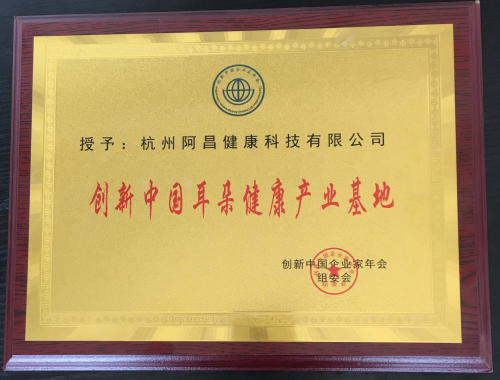 授予：杭州阿昌健康科技有限公司
创新中国耳朵健康产业基地
创新中国企业家年会
组委会